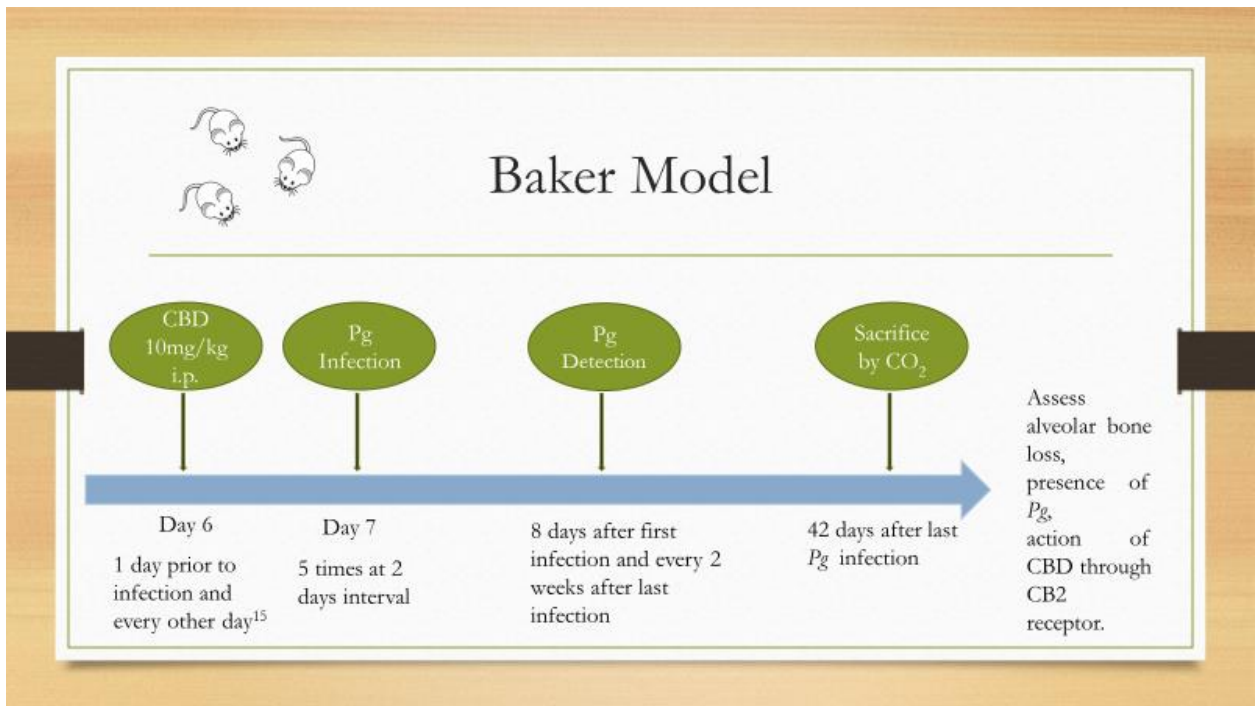 Baker Model
CBD
10mg/kg
i.p.
Pg
Infection
Pg
Detection
Sacrifice
by CO₂
Day 6
1 day prior to
infection and
every other day¹⁵
Day 7
5 times at 2
days interval
8 days after first
infection and every 2
weeks after last
infection
42 days after last
Pg infection
Assess
alveolar bone
loss,
presence of
Pg,
action of
CBD through
CB2
receptor.